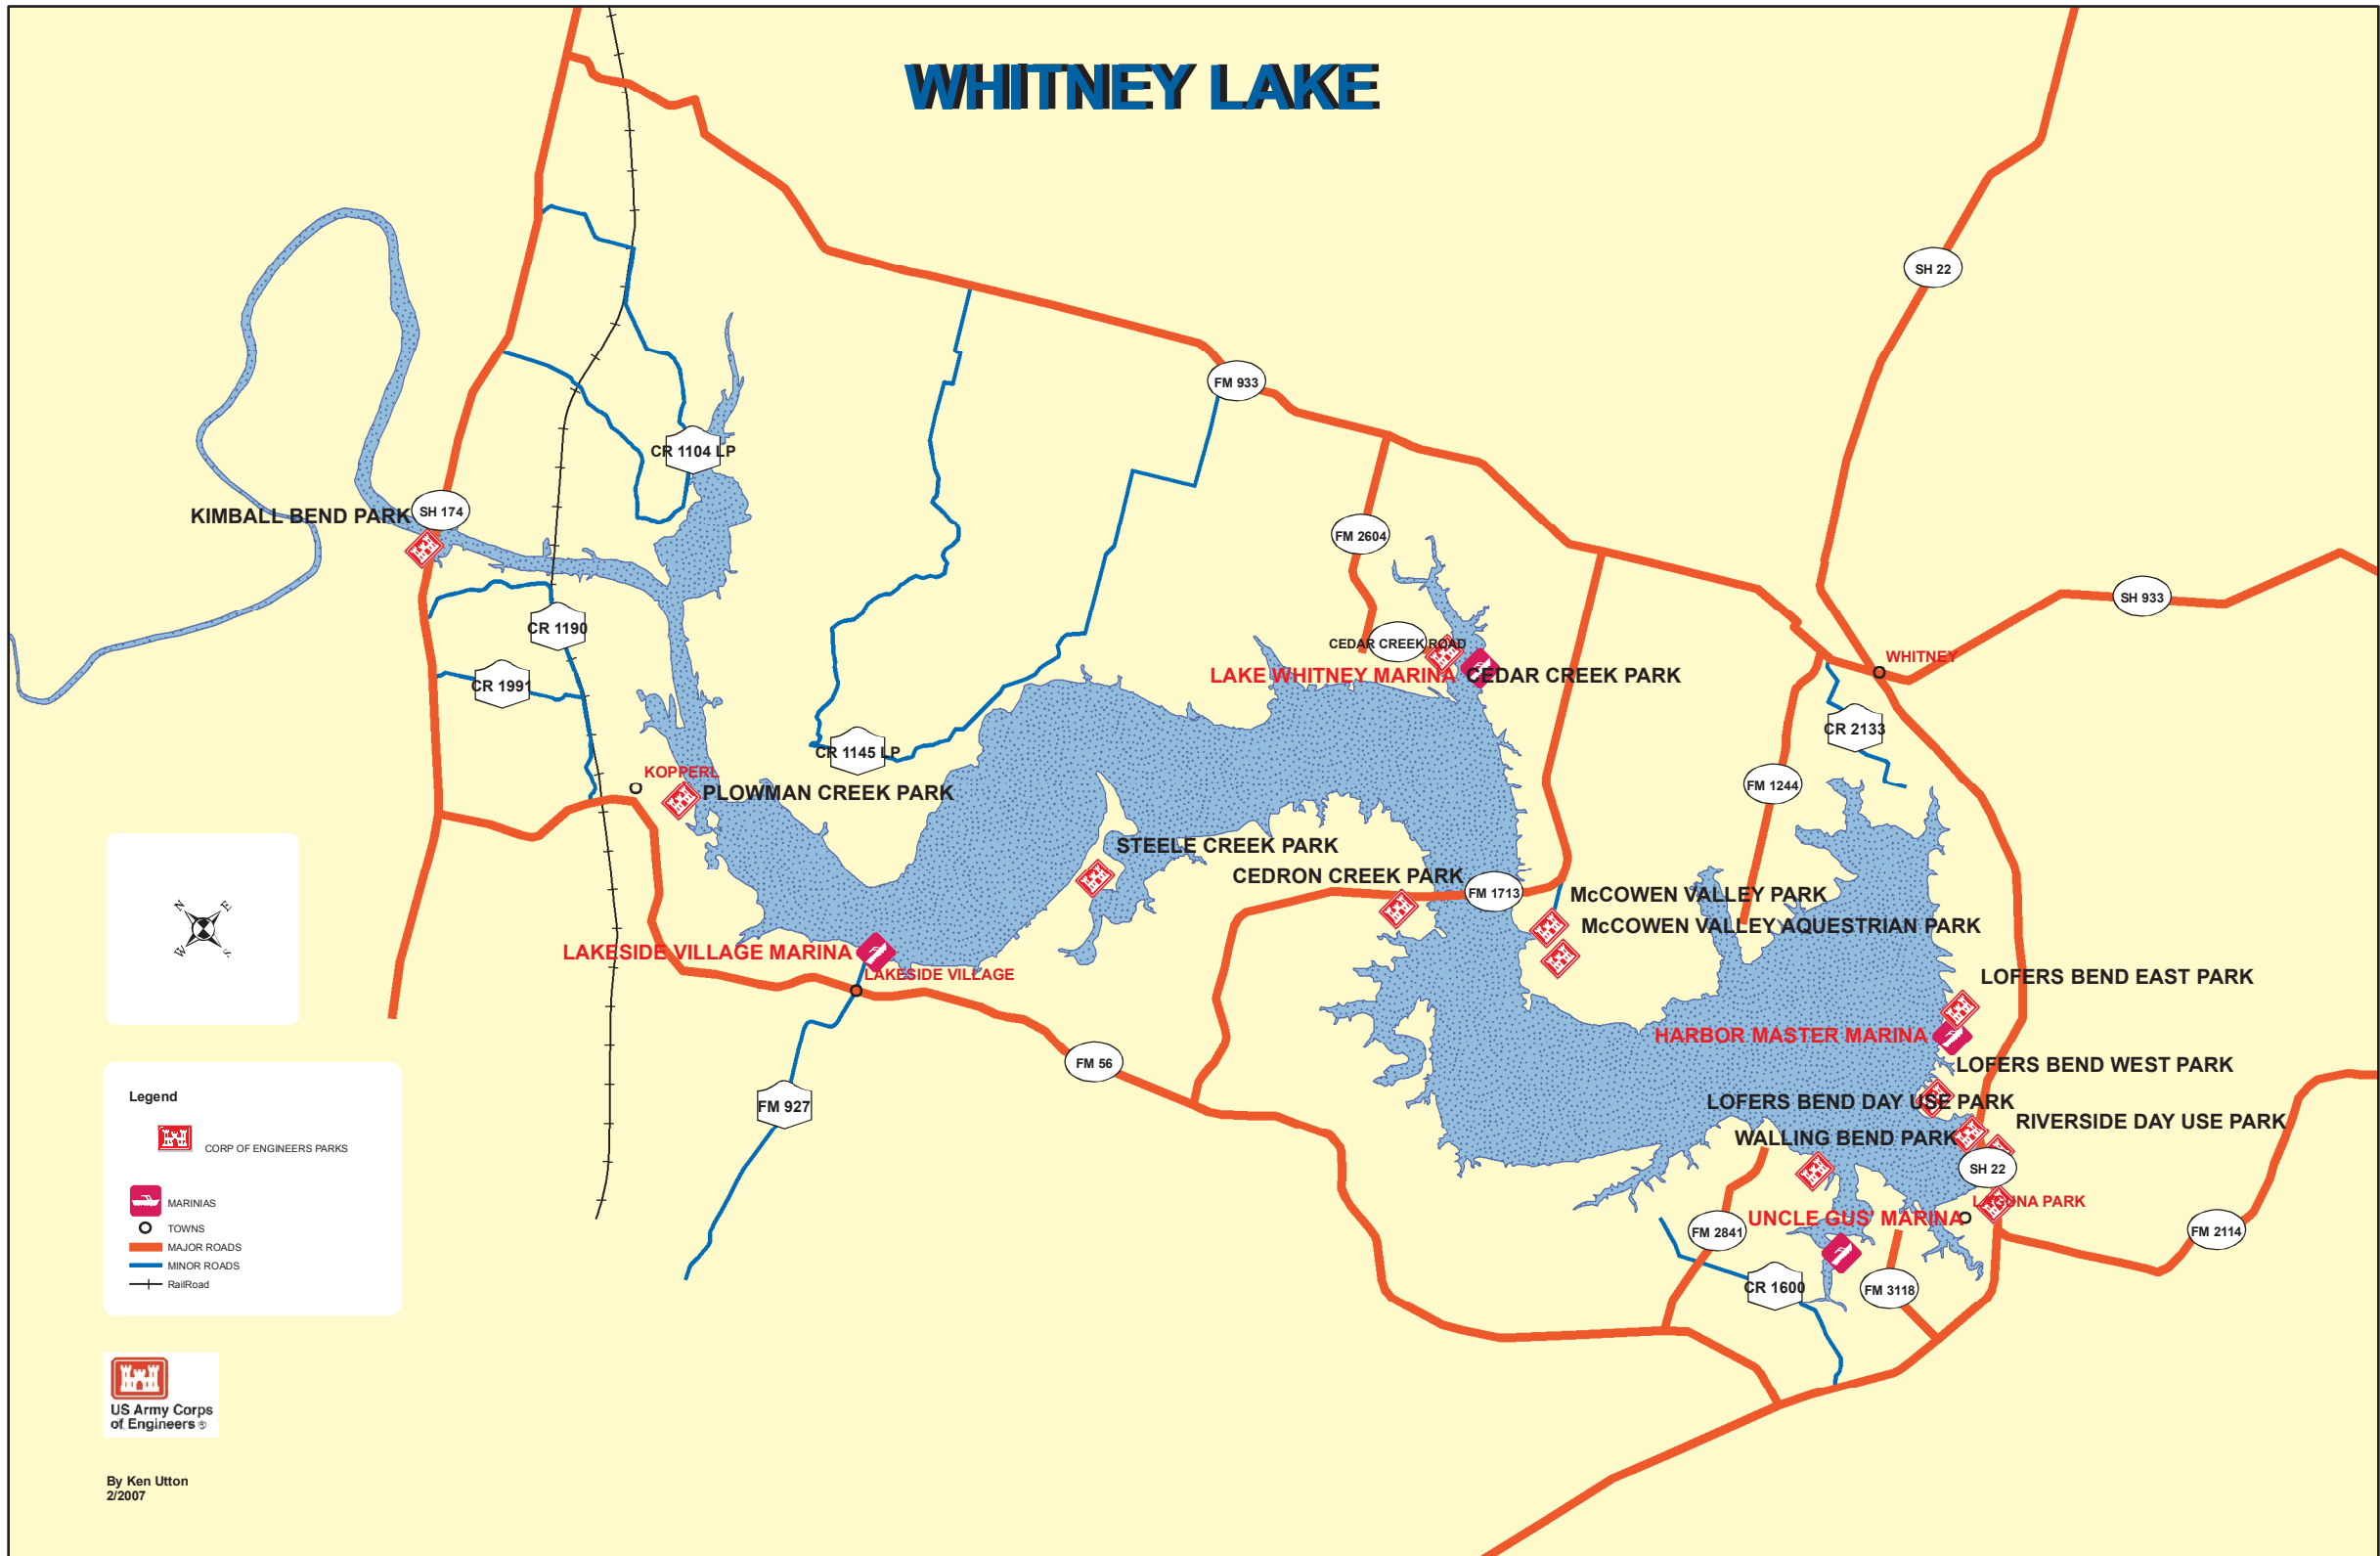 WHITNEY LAKE
SH 22
FM 933
CR 1104 LP
KIMBALL BEND PARK
SH 174
FM 2604
SH 933
CR 1190
CEDAR CREEK ROAD
WHITNEY
LAKE WHITNEY MARINA
CEDAR CREEK PARK
CR 1991
CR 2133
CR 1145 LP
KOPPERL
PLOWMAN CREEK PARK
FM 1244
STEELE CREEK PARK
CEDRON CREEK PARK
FM 1713
McCOWEN VALLEY PARK
McCOWEN VALLEY AQUESTRIAN PARK
N
E
W
S
LAKESIDE VILLAGE MARINA
LAKESIDE VILLAGE
LOFERS BEND EAST PARK
HARBOR MASTER MARINA
LOFERS BEND WEST PARK
FM 56
LOFERS BEND DAY USE PARK
FM 927
RIVERSIDE DAY USE PARK
WALLING BEND PARK
SH 22
LAGUNA PARK
UNCLE GUS' MARINA
FM 2841
FM 2114
CR 1600
FM 3118
Legend
CORP OF ENGINEERS PARKS
MARINIAS
TOWNS
MAJOR ROADS
MINOR ROADS
RailRoad
US Army Corps
of Engineers ®
By Ken Utton
2/2007